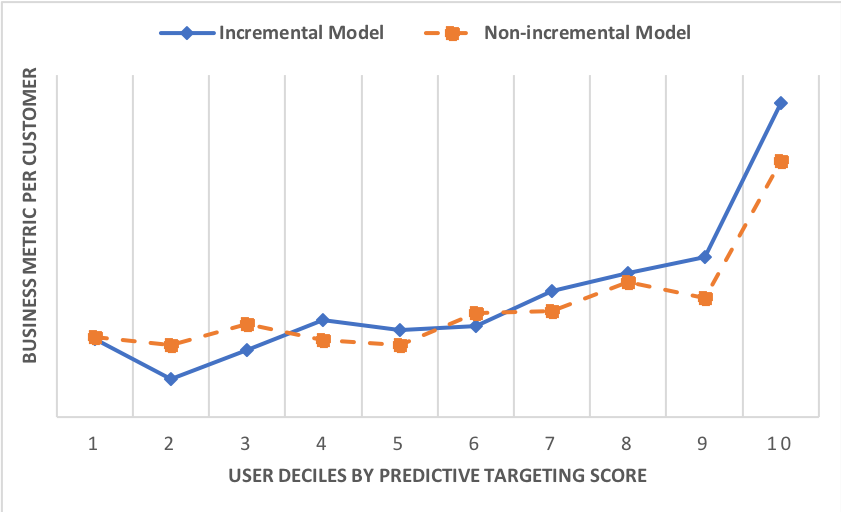 Incremental Model Non-incremental Model
BUSINESS METRIC PER CUSTOMER
1 2 3 4 5 6 7 8 9 10
USER DECILES BY PREDICTIVE TARGETING SCORE